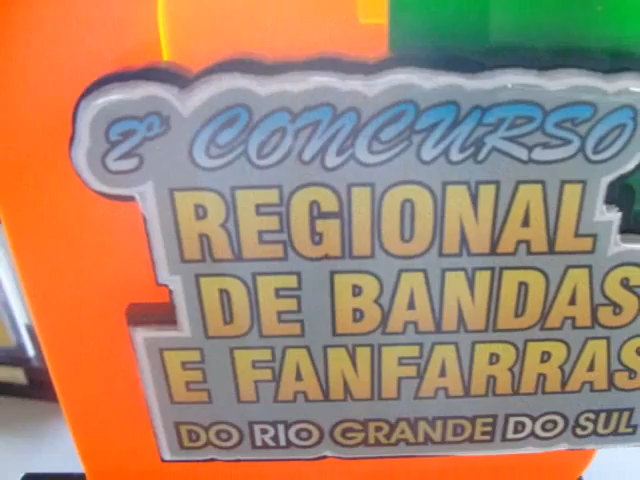 2º CONCURSO
REGIONAL
DE BANDAS
E FANFARRAS
DO RIO GRANDE DO SUL